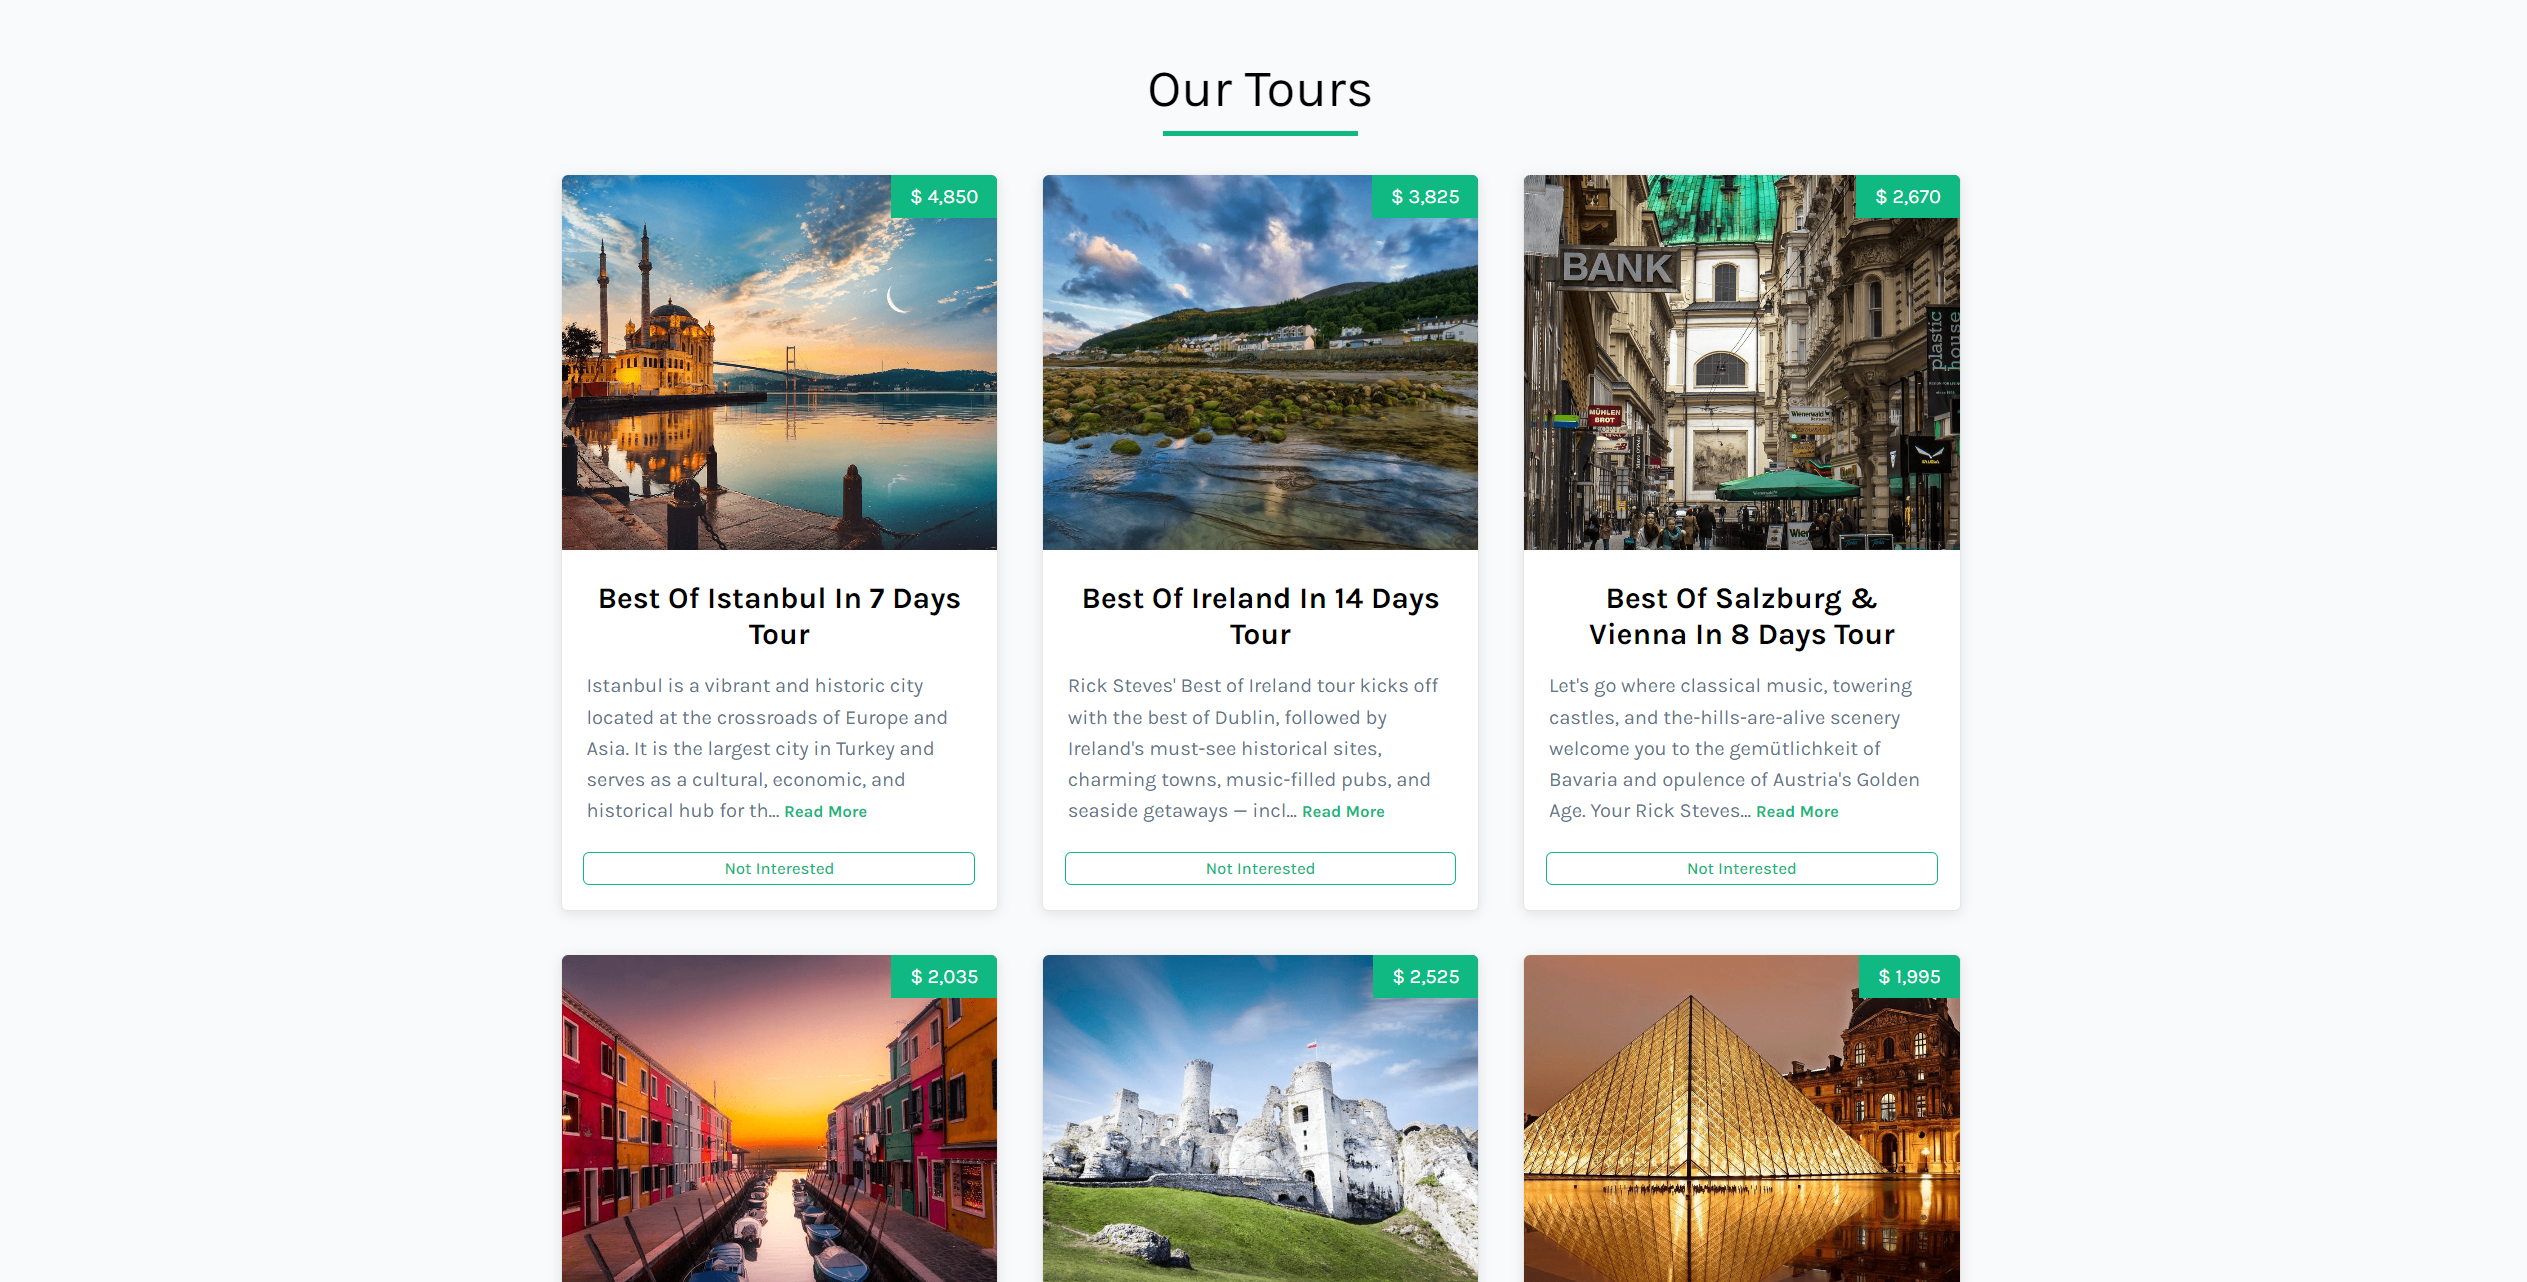 Our Tours
$ 4,850
$ 3,825
$ 2,670
BANK
plastic
house
MÜHLEN
BROT
Wienerwald
Wienerwald
Wien
Best Of Istanbul In 7 Days
Tour
Istanbul is a vibrant and historic city
located at the crossroads of Europe and
Asia. It is the largest city in Turkey and
serves as a cultural, economic, and
historical hub for th... Read More
Not Interested
Best Of Ireland In 14 Days
Tour
Rick Steves' Best of Ireland tour kicks off
with the best of Dublin, followed by
Ireland's must-see historical sites,
charming towns, music-filled pubs, and
seaside getaways — incl... Read More
Not Interested
Best Of Salzburg &
Vienna In 8 Days Tour
Let's go where classical music, towering
castles, and the-hills-are-alive scenery
welcome you to the gemütlichkeit of
Bavaria and opulence of Austria's Golden
Age. Your Rick Steves... Read More
Not Interested
$ 2,035
$ 2,525
$ 1,995